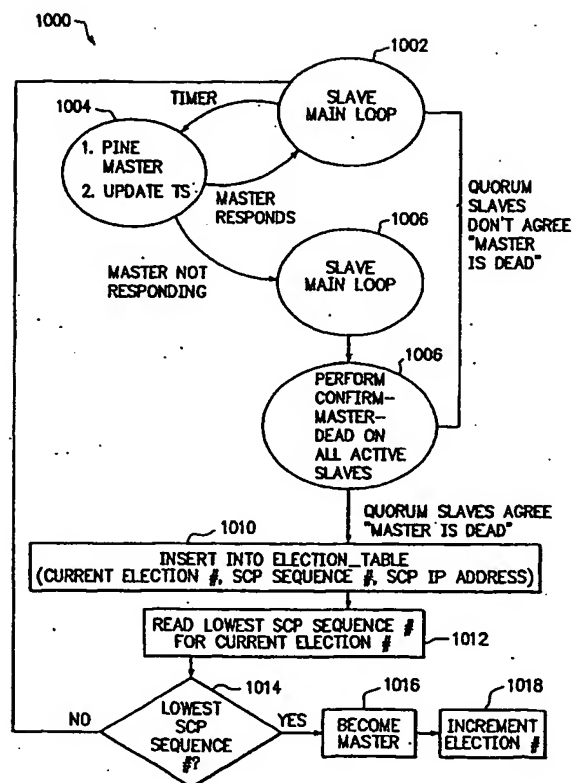 1000
1002
SLAVE
MAIN LOOP
TIMER
1004
1. PINE
MASTER
2. UPDATE TS
MASTER
RESPONDS
QUORUM
SLAVES
DON'T AGREE
"MASTER
IS DEAD"
1006
SLAVE
MAIN LOOP
MASTER NOT
RESPONDING
1006
PERFORM
CONFIRM-
MASTER-
DEAD ON
ALL ACTIVE
SLAVES
QUORUM SLAVES AGREE
"MASTER IS DEAD"
1010
INSERT INTO ELECTION_TABLE
(CURRENT ELECTION #, SCP SEQUENCE #, SCP IP ADDRESS)
READ LOWEST SCP SEQUENCE #
FOR CURRENT ELECTION #
1012
1014
LOWEST
SCP
SEQUENCE
#?
NO
YES
1016
BECOME
MASTER
1018
INCREMENT
ELECTION #